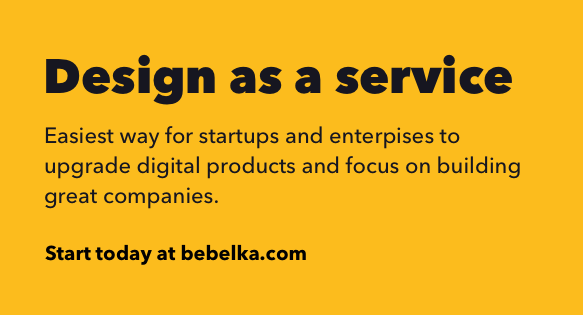 Design as a service
Easiest way for startups and enterpises to
upgrade digital products and focus on building
great companies.
Start today at bebelka.com